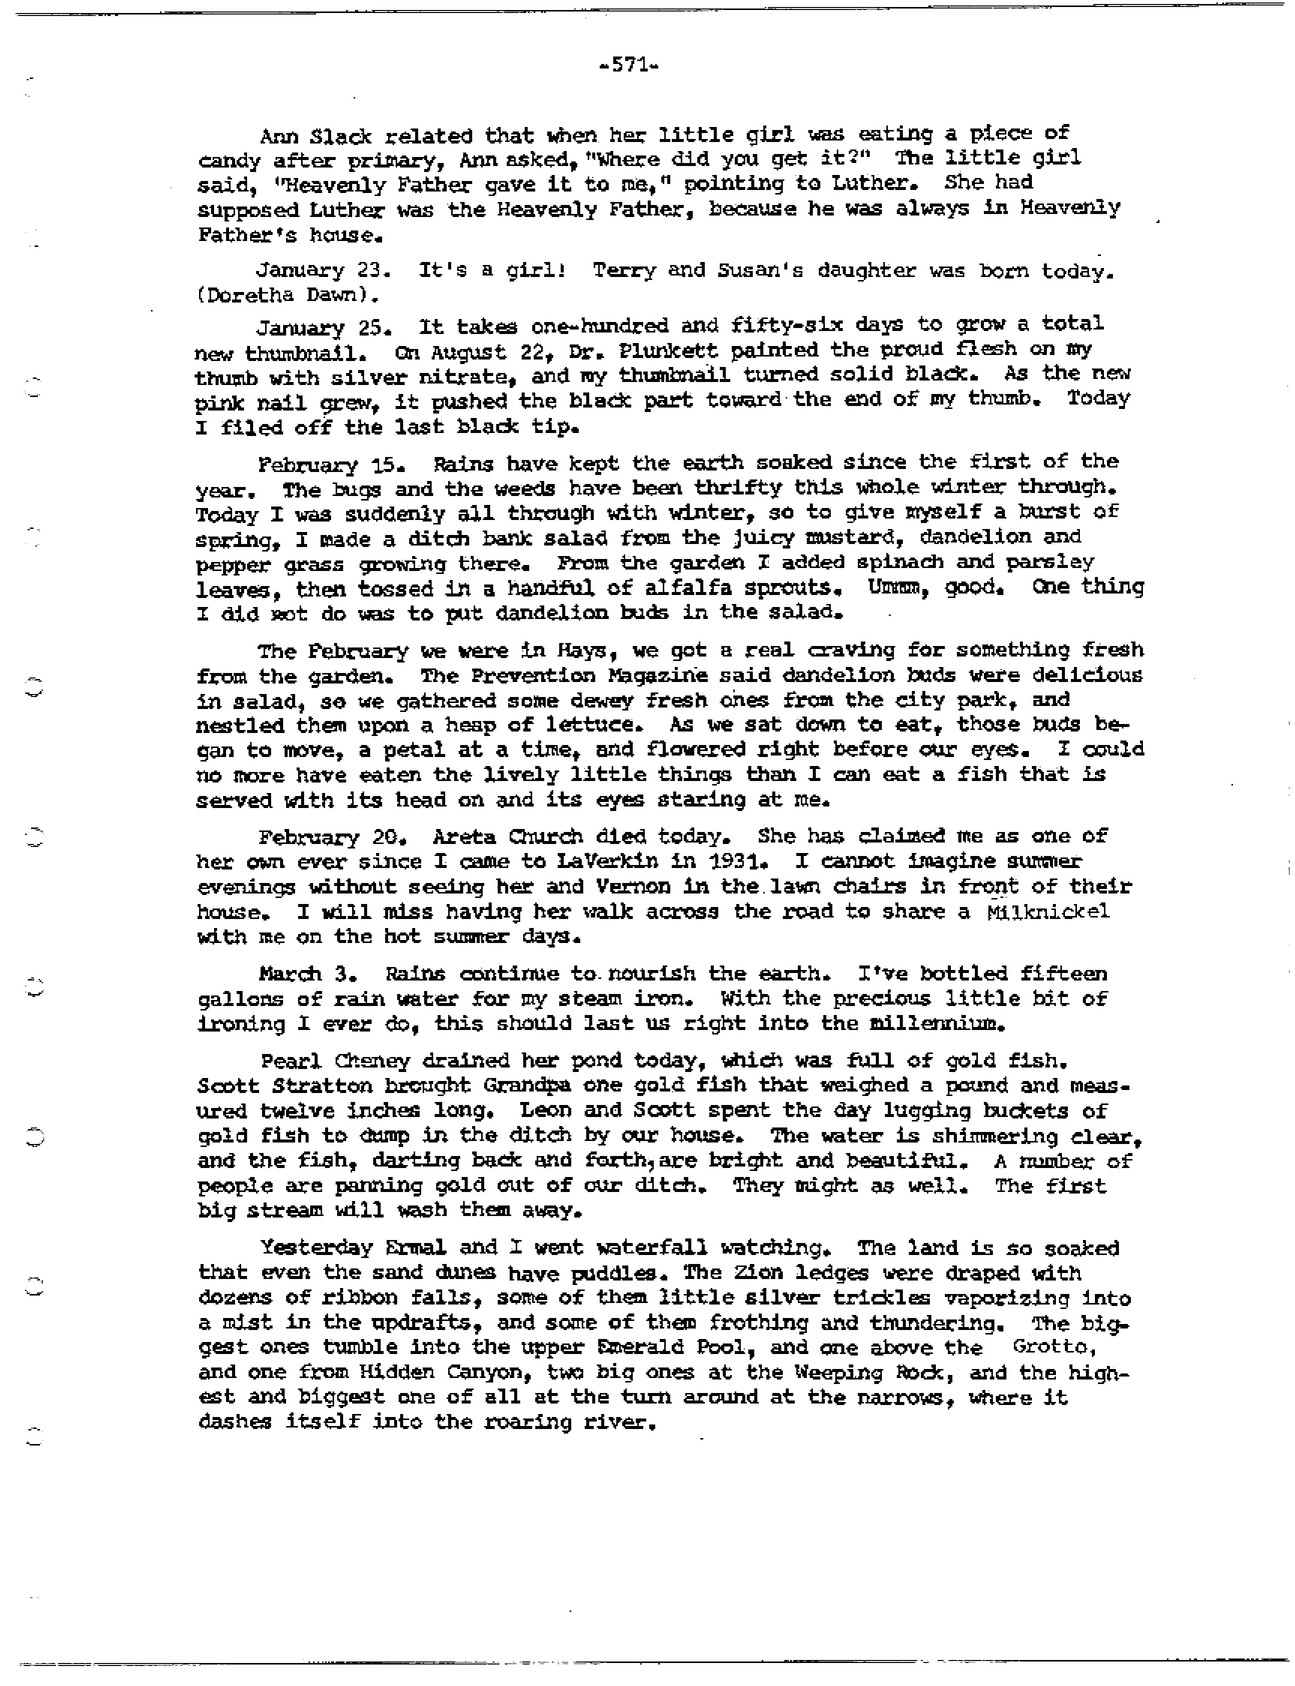 -571-
Ann Slack related that when her little girl was eating a piece of
candy after primary, Ann asked, "Where did you get it?" The little girl
said, "Heavenly Father gave it to me," pointing to Luther. She had
supposed Luther was the Heavenly Father, because he was always in Heavenly
Father's house.
January 23. It's a girl! Terry and Susan's daughter was born today.
(Doretha Dawn).
January 25. It takes one-hundred and fifty-six days to grow a total
new thumbnail. On August 22, Dr. Plunkett painted the proud flesh on my
thumb with silver nitrate, and my thumbnail turned solid black. As the new
pink nail grew, it pushed the black part toward the end of my thumb. Today
I filed off the last black tip.
February 15. Rains have kept the earth soaked since the first of the
year. The bugs and the weeds have been thrifty this whole winter through.
Today I was suddenly all through with winter, so to give myself a burst of
spring, I made a ditch bank salad from the juicy mustard, dandelion and
pepper grass growing there. From the garden I added spinach and parsley
leaves, then tossed in a handful of alfalfa sprouts. Ummm, good. One thing
I did not do was to put dandelion buds in the salad.
The February we were in Hays, we got a real craving for something fresh
from the garden. The Prevention Magazine said dandelion buds were delicious
in salad, so we gathered some dewey fresh ones from the city park, and
nestled them upon a heap of lettuce. As we sat down to eat, those buds be-
gan to move, a petal at a time, and flowered right before our eyes. I could
no more have eaten the lively little things than I can eat a fish that is
served with its head on and its eyes staring at me.
February 20. Areta Church died today. She has claimed me as one of
her own ever since I came to LaVerkin in 1931. I cannot imagine summer
evenings without seeing her and Vernon in the lawn chairs in front of their
house. I will miss having her walk across the road to share a Milknickel
with me on the hot summer days.
March 3. Rains continue to nourish the earth. I've bottled fifteen
gallons of rain water for my steam iron. With the precious little bit of
ironing I ever do, this should last us right into the millennium.
Pearl Cheney drained her pond today, which was full of gold fish.
Scott Stratton brought Grandpa one gold fish that weighed a pound and meas-
ured twelve inches long. Leon and Scott spent the day lugging buckets of
gold fish to dump in the ditch by our house. The water is shimmering clear,
and the fish, darting back and forth, are bright and beautiful. A number of
people are panning gold out of our ditch. They might as well. The first
big stream will wash them away.
Yesterday Ermal and I went waterfall watching. The land is so soaked
that even the sand dunes have puddles. The Zion ledges were draped with
dozens of ribbon falls, some of them little silver trickles vaporizing into
a mist in the updrafts, and some of them frothing and thundering. The big-
gest ones tumble into the upper Emerald Pool, and one above the Grotto,
and one from Hidden Canyon, two big ones at the Weeping Rock, and the high-
est and biggest one of all at the turn around at the narrows, where it
dashes itself into the roaring river.